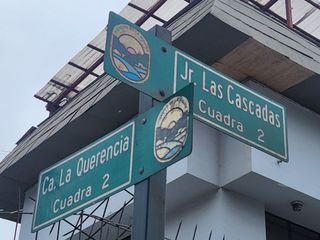 Jr. Las Cascadas
Cuadra 2
Ca. La Querencia
Cuadra 2